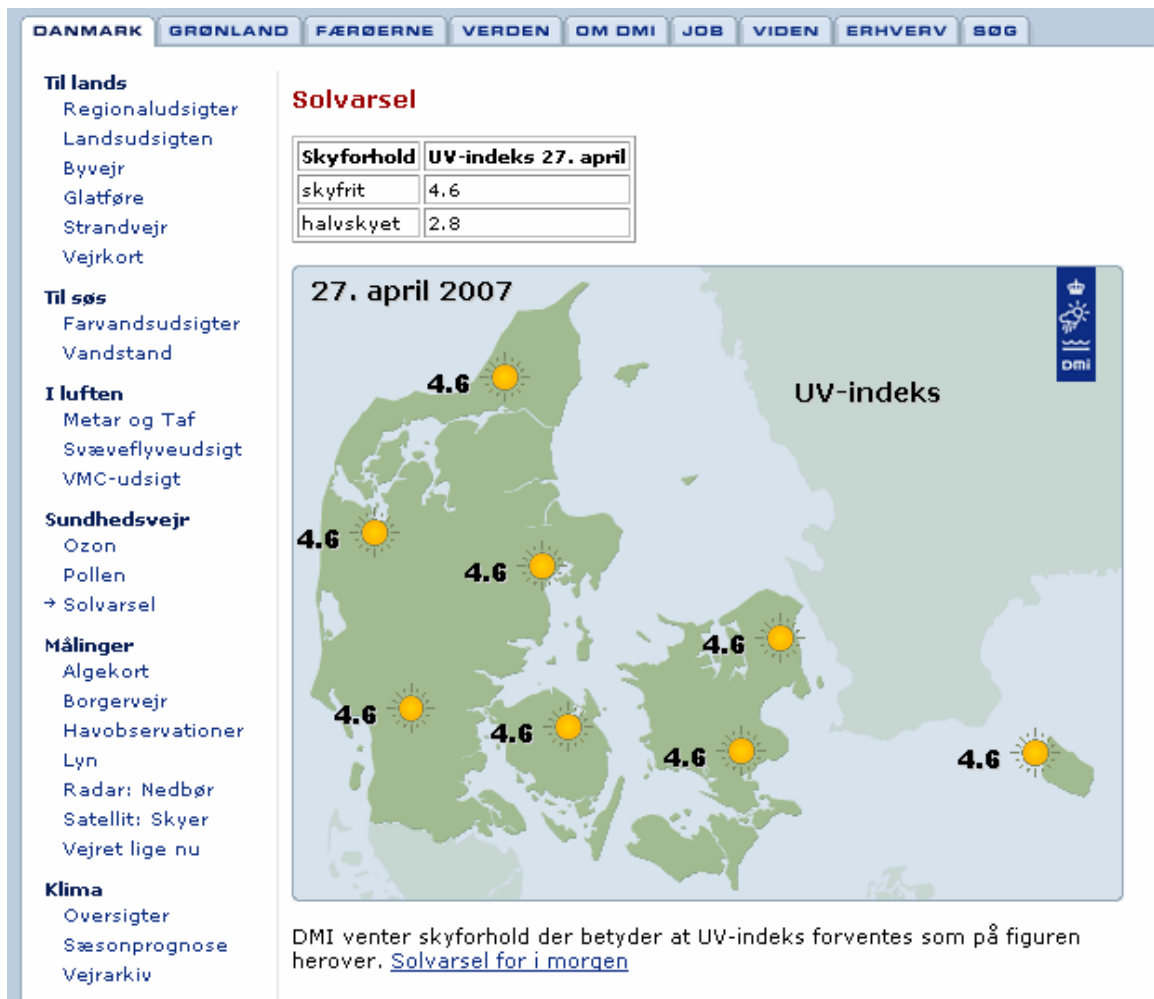 DANMARK GRØNLAND FÆRØERNE VERDEN OM DMI JOB VIDEN ERHVERV SØG
Til lands
Regionaludsigter
Landsudsigten
Byvejr
Glatføre
Strandvejr
Vejrkort
Til søs
Farvandsudsigter
Vandstand
I luften
Metar og Taf
Svæveflyveudsigt
VMC-udsigt
Sundhedsvejr
Ozon
Pollen
→ Solvarsel
Målinger
Algekort
Borgervejr
Havobservationer
Lyn
Radar: Nedbør
Satellit: Skyer
Vejret lige nu
Klima
Oversigter
Sæsonprognose
Vejrarkiv
Solvarsel
Skyforhold UV-indeks 27. april
skyfrit 4.6
halvskyet 2.8
27. april 2007
DMI
UV-indeks
4.6
4.6
4.6
4.6
4.6
4.6
4.6
4.6
DMI venter skyforhold der betyder at UV-indeks forventes som på figuren
herover. Solvarsel for i morgen